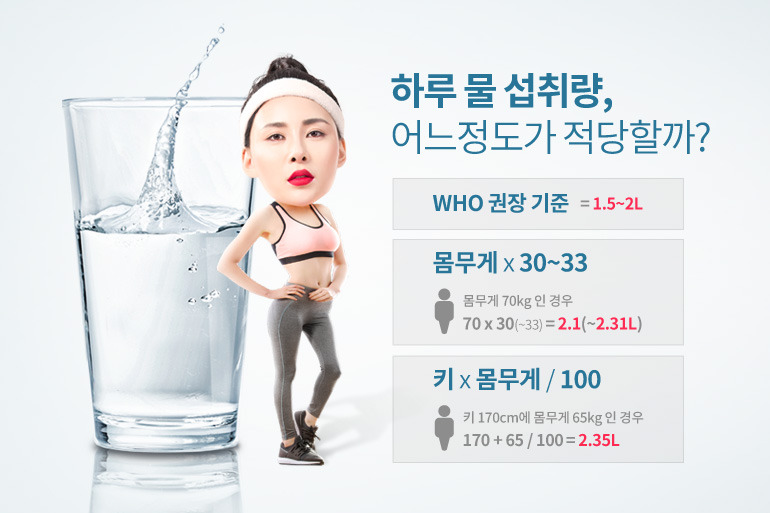 하루 물 섭취량,
어느정도가 적당할까?
WHO 권장 기준 = 1.5~2L
몸무게 x 30~33
몸무게 70kg 인 경우
70 x 30(~33) = 2.1(~2.31L)
키 x 몸무게 / 100
키 170cm에 몸무게 65kg 인 경우
170 + 65 / 100 = 2.35L